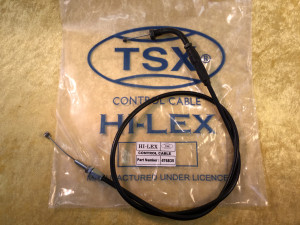 TSX
CONTROL CABLE
HI-LEX
HI-LEX
CONTROL CABLE
Part Number
MANUFACTURED UNDER LICENCE